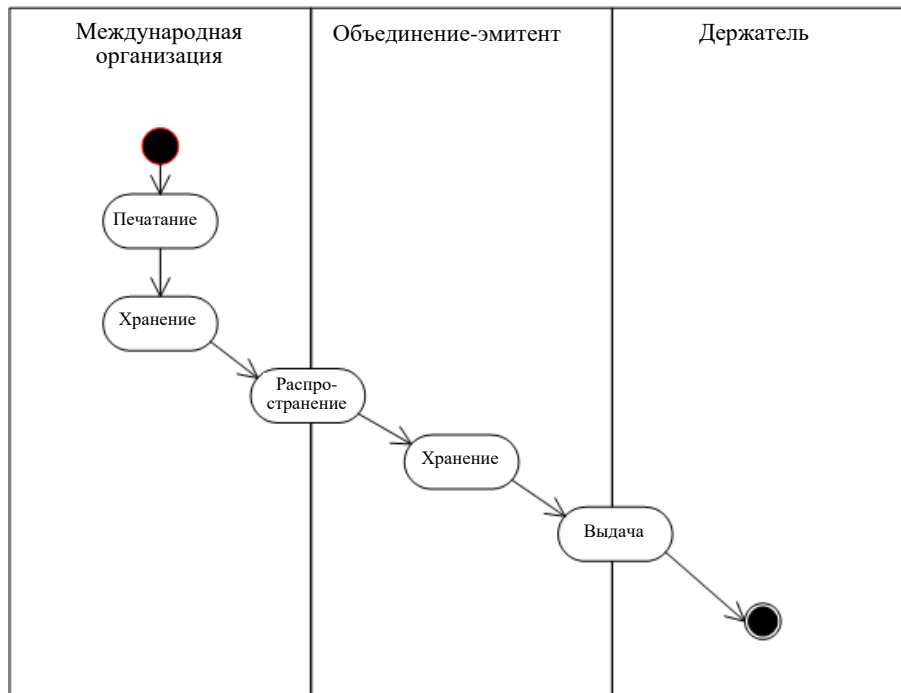 Международная
организация
Объединение-эмитент
Держатель
Печатание
Хранение
Распро-
странение
Хранение
Выдача